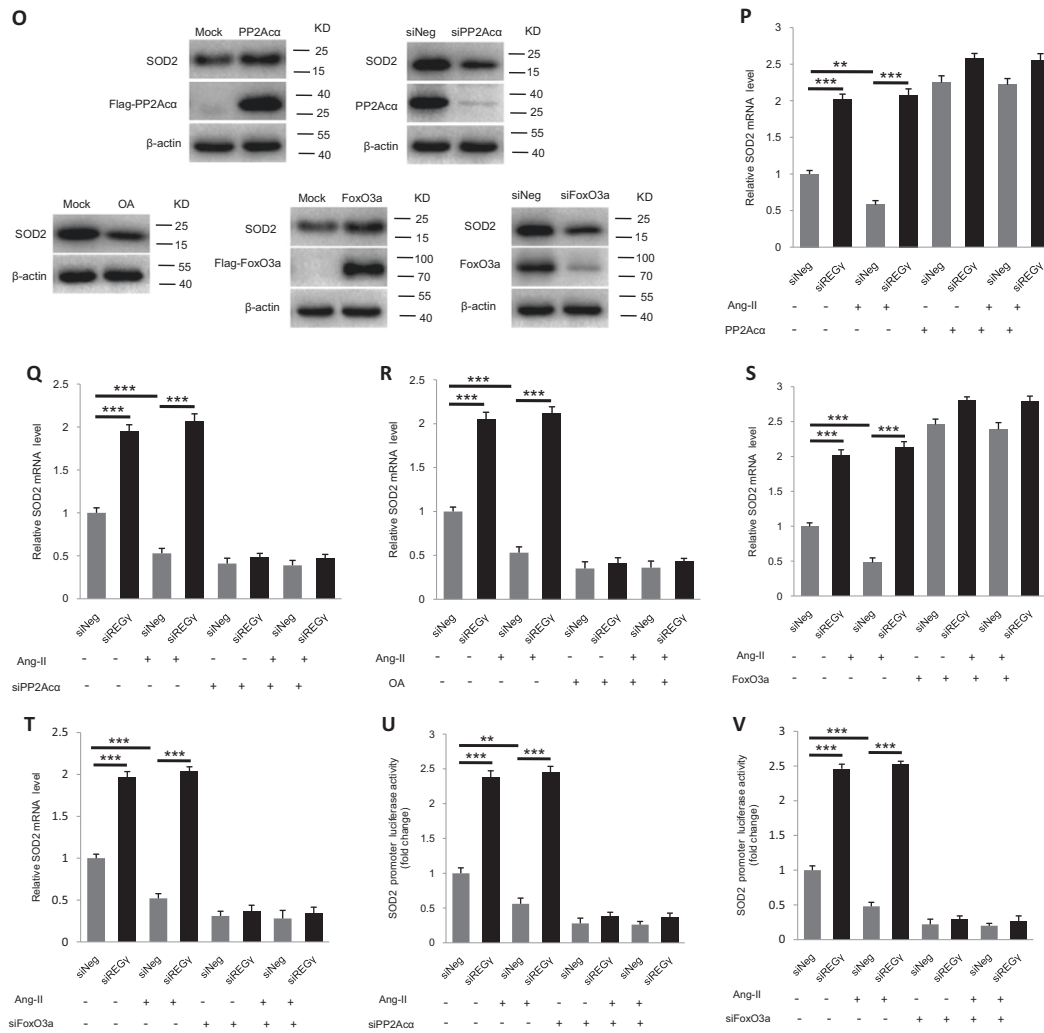 O
Mock PP2Acα KD
SOD2
25
15
Flag-PP2Acα
40
35
β-actin
55
40
siNeg siPP2Acα KD
SOD2
25
15
PP2Acα
40
35
β-actin
55
40
Mock OA KD
SOD2
25
15
β-actin
55
40
Mock FoxO3a KD
SOD2
25
15
Flag-FoxO3a
100
70
β-actin
55
40
siNeg siFoxO3a KD
SOD2
25
15
FoxO3a
100
70
β-actin
55
40
P
Relative SOD2 mRNA level
3
2.5
2
1.5
1
0.5
0
**
*** ***
siNeg siREGγ siNeg siREGγ siNeg siREGγ siNeg siREGγ
Ang-II - - + + - - + +
PP2Acα - - - - + + + +
Q
Relative SOD2 mRNA level
2.5
2
1.5
1
0.5
0
***
*** ***
siNeg siREGγ siNeg siREGγ siNeg siREGγ siNeg siREGγ
Ang-II - - + + - - + +
siPP2Acα - - - - + + + +
R
Relative SOD2 mRNA level
2.5
2
1.5
1
0.5
0
***
*** ***
siNeg siREGγ siNeg siREGγ siNeg siREGγ siNeg siREGγ
Ang-II - - + + - - + +
OA - - - - + + + +
S
Relative SOD2 mRNA level
3
2.5
2
1.5
1
0.5
0
***
*** ***
siNeg siREGγ siNeg siREGγ siNeg siREGγ siNeg siREGγ
Ang-II - - + + - - + +
FoxO3a - - - - + + + +
T
Relative SOD2 mRNA level
2.5
2
1.5
1
0.5
0
***
*** ***
siNeg siREGγ siNeg siREGγ siNeg siREGγ siNeg siREGγ
Ang-II - - + + - - + +
siFoxO3a - - - - + + + +
U
SOD2 promoter luciferase activity
(fold change)
3
2.5
2
1.5
1
0.5
0
**
*** ***
siNeg siREGγ siNeg siREGγ siNeg siREGγ siNeg siREGγ
Ang-II - - + + - - + +
siPP2Acα - - - - + + + +
V
SOD2 promoter luciferase activity
(fold change)
3
2.5
2
1.5
1
0.5
0
***
*** ***
siNeg siREGγ siNeg siREGγ siNeg siREGγ siNeg siREGγ
Ang-II - - + + - - + +
siFoxO3a - - - - + + + +